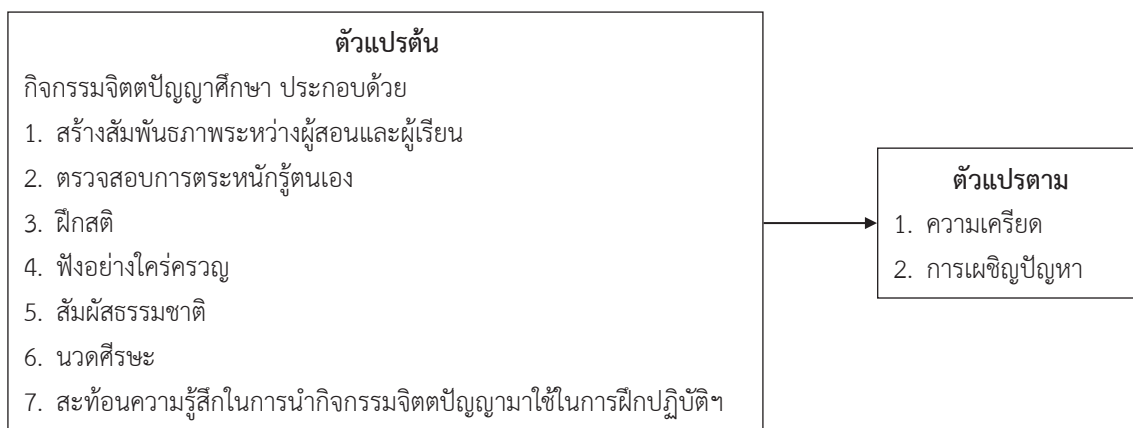 ตัวแปรต้น
กิจกรรมจิตตปัญญาศึกษา ประกอบด้วย
1. สร้างสัมพันธภาพระหว่างผู้สอนและผู้เรียน
2. ตรวจสอบการตระหนักรู้ตนเอง
3. ฝึกสติ
4. ฟังอย่างใคร่ครวญ
5. สัมผัสธรรมชาติ
6. นวดศีรษะ
7. สะท้อนความรู้สึกในการนำกิจกรรมจิตตปัญญามาใช้ในการฝึกปฏิบัติฯ
ตัวแปรตาม
1. ความเครียด
2. การเผชิญปัญหา